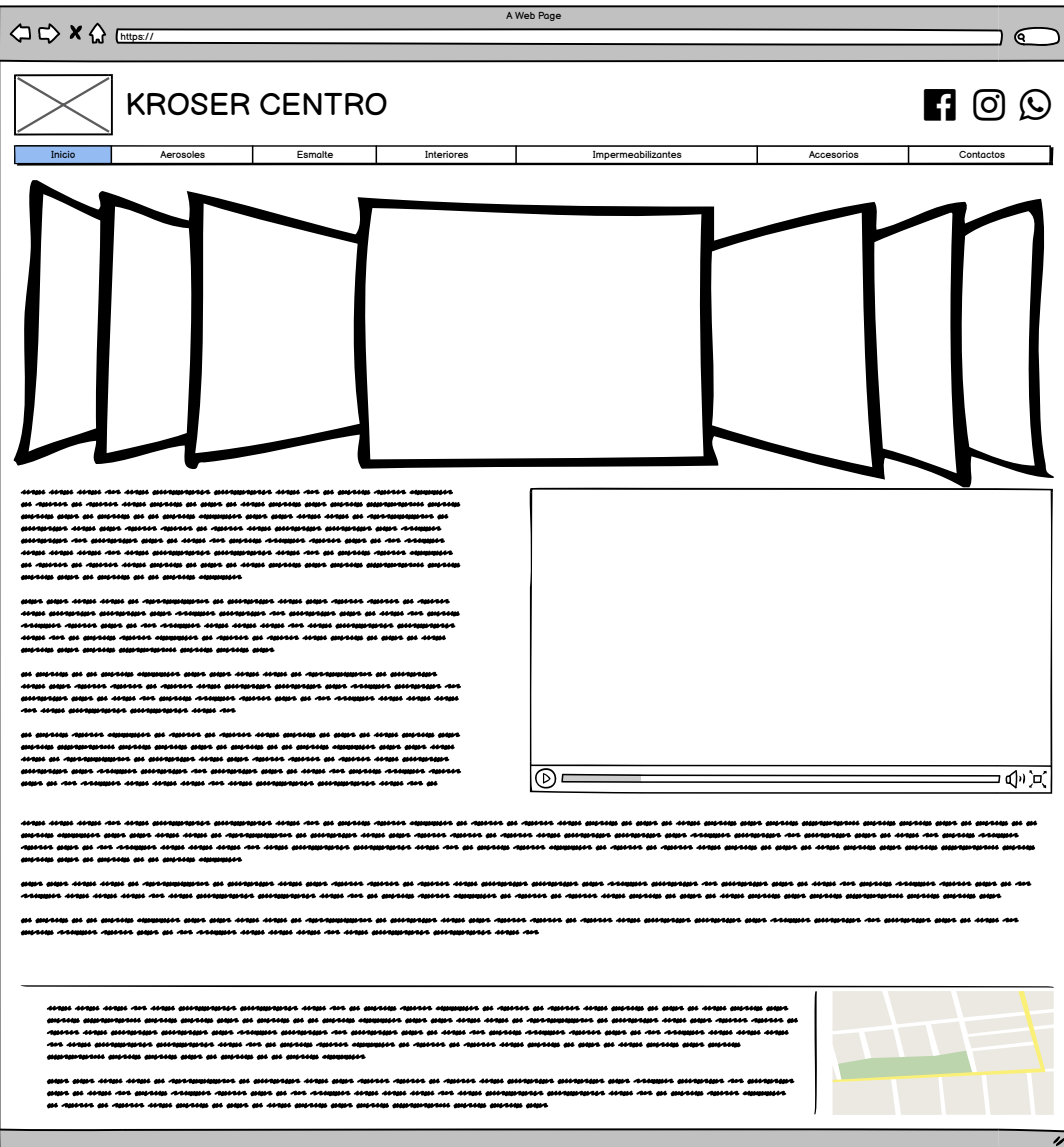 A Web Page
https://
KROSER CENTRO
Inicio Aerosoles Esmalte Interiores Impermeabilizantes Accesorios Contactos